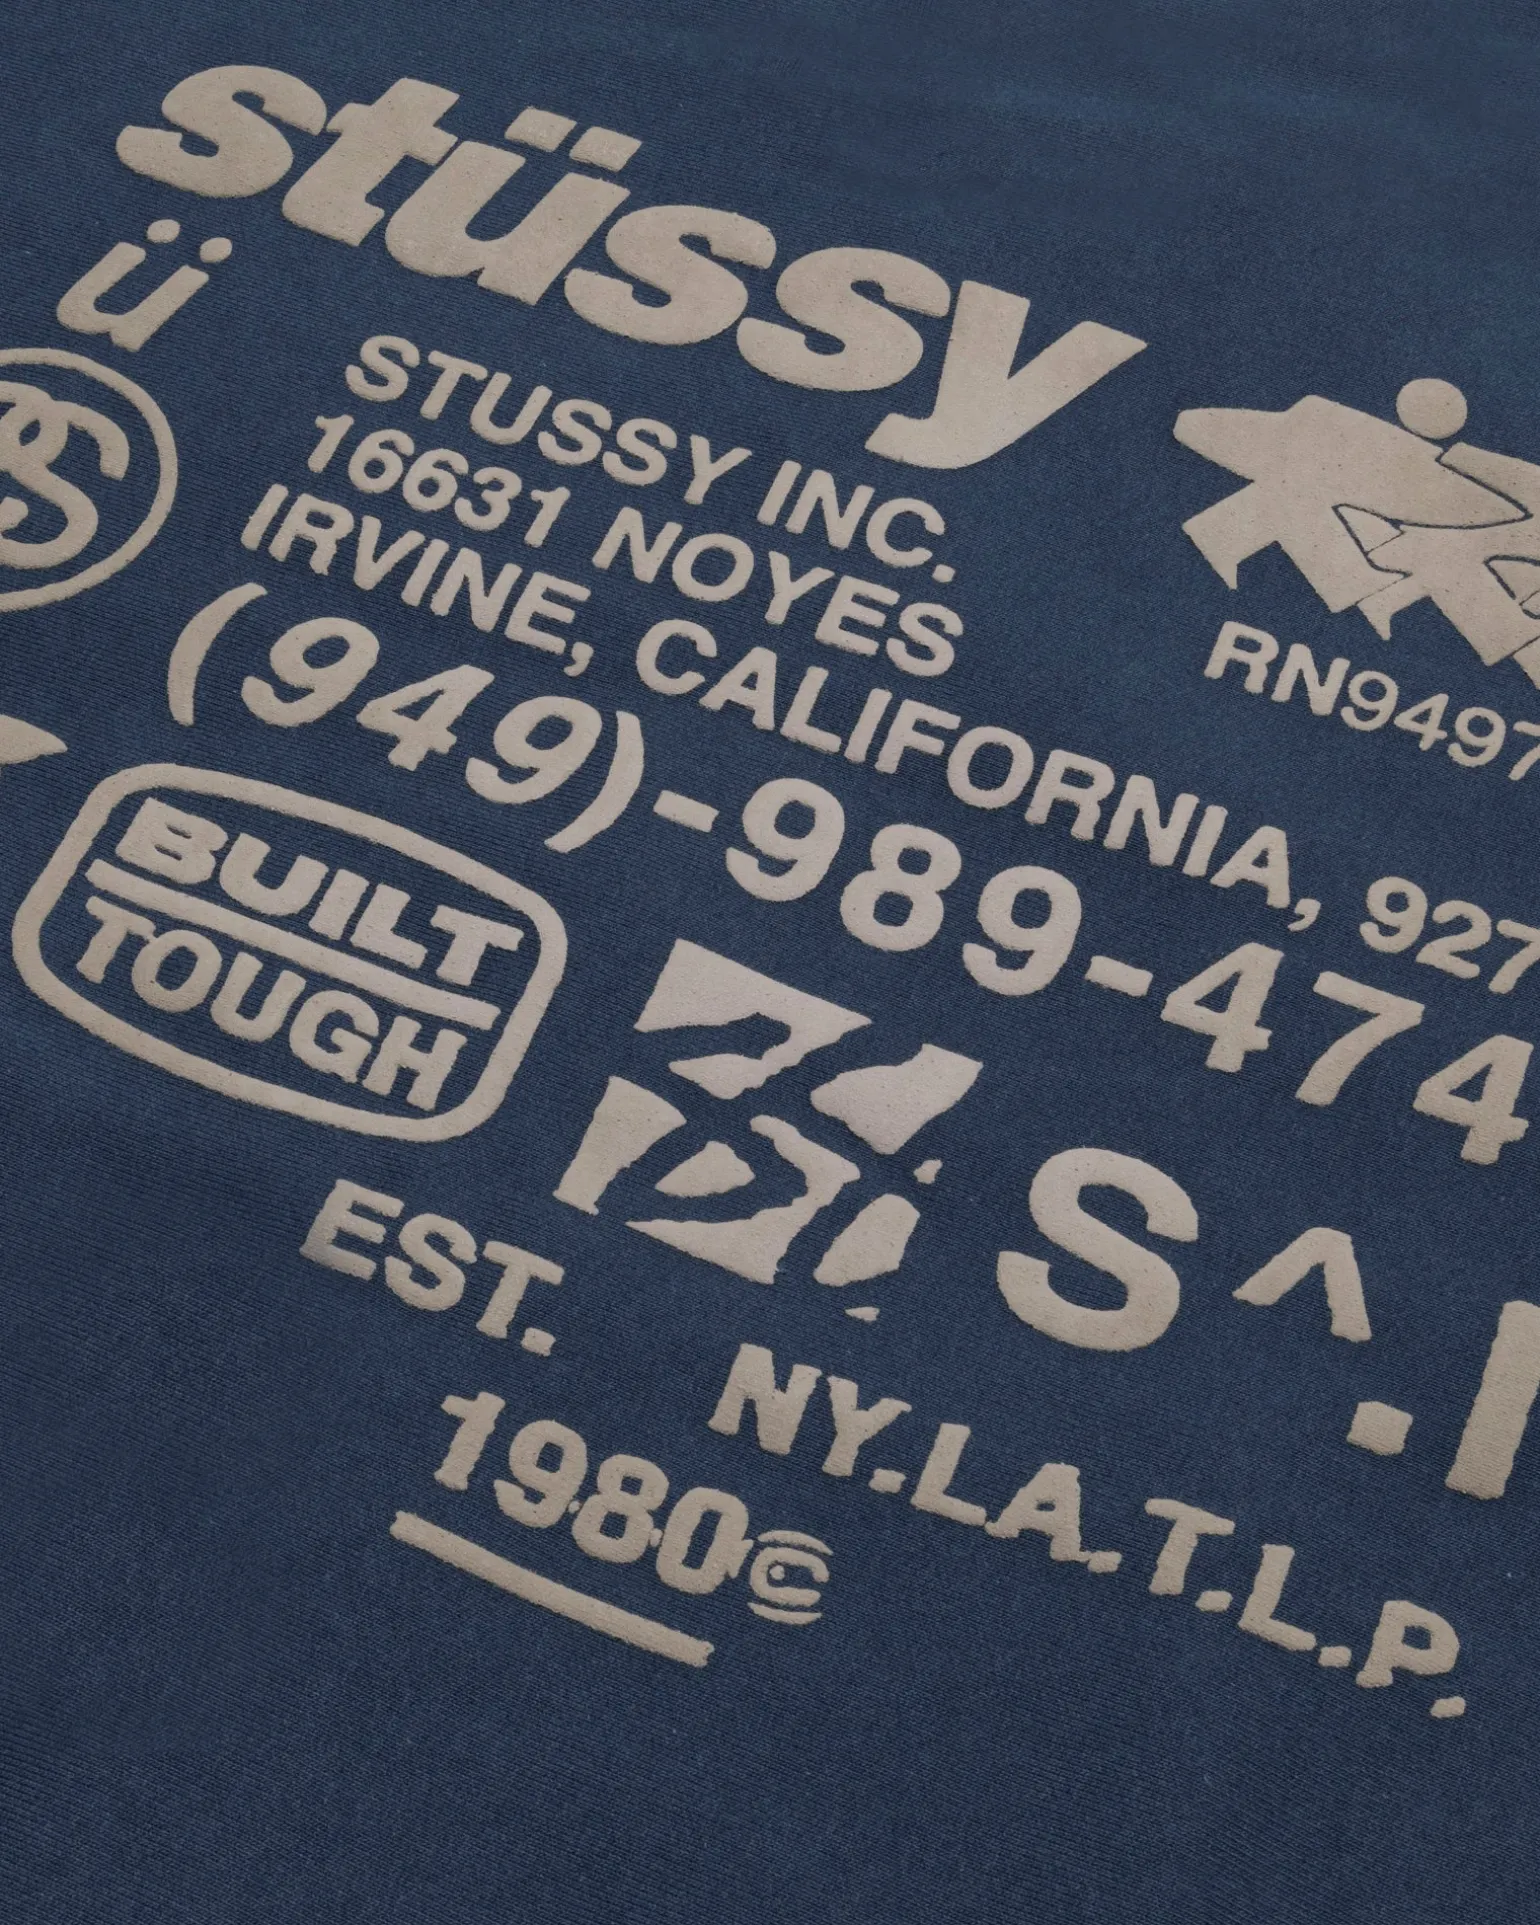 stüssy
ü
STUSSY INC.
16631 NOYES
IRVINE, CALIFORNIA, 927
(949)-989-474
RN9497
BUILT
TOUGH
S^.
EST.
1980©
NY.LA.T.L.P.